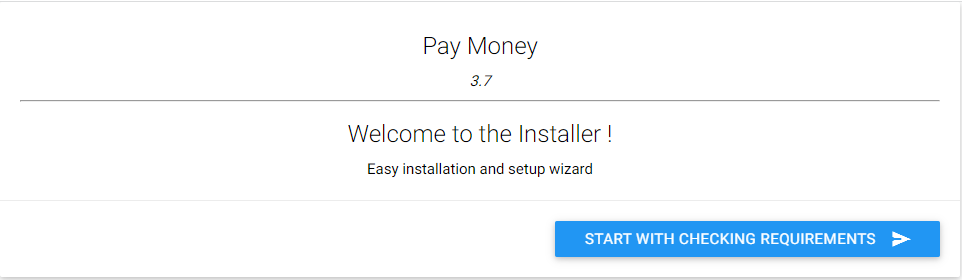 Pay Money
3.7
Welcome to the Installer !
Easy installation and setup wizard
START WITH CHECKING REQUIREMENTS